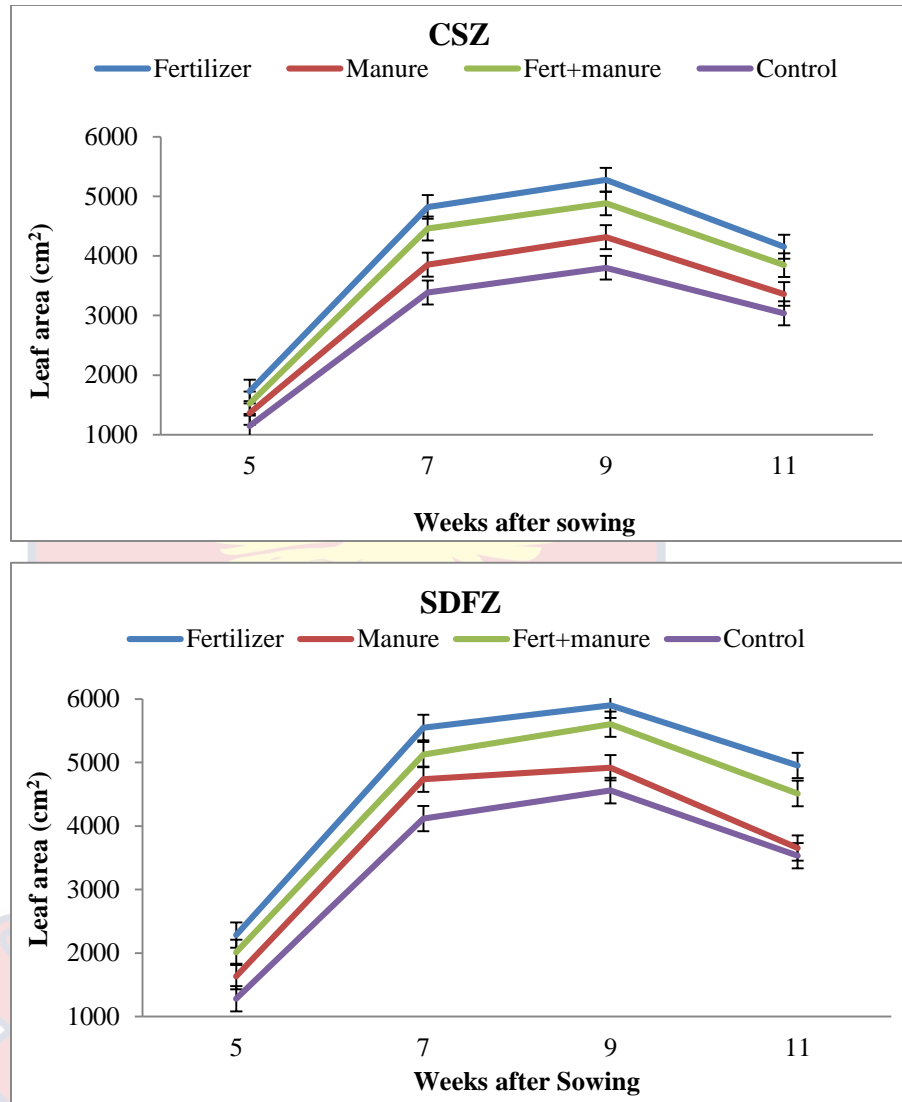 CSZ
Fertilizer Manure Fert+manure Control
6000
5000
4000
3000
2000
1000
Leaf area (cm²)
5 7 9 11
Weeks after sowing
SDFZ
Fertilizer Manure Fert+manure Control
6000
5000
4000
3000
2000
1000
Leaf area (cm²)
5 7 9 11
Weeks after Sowing